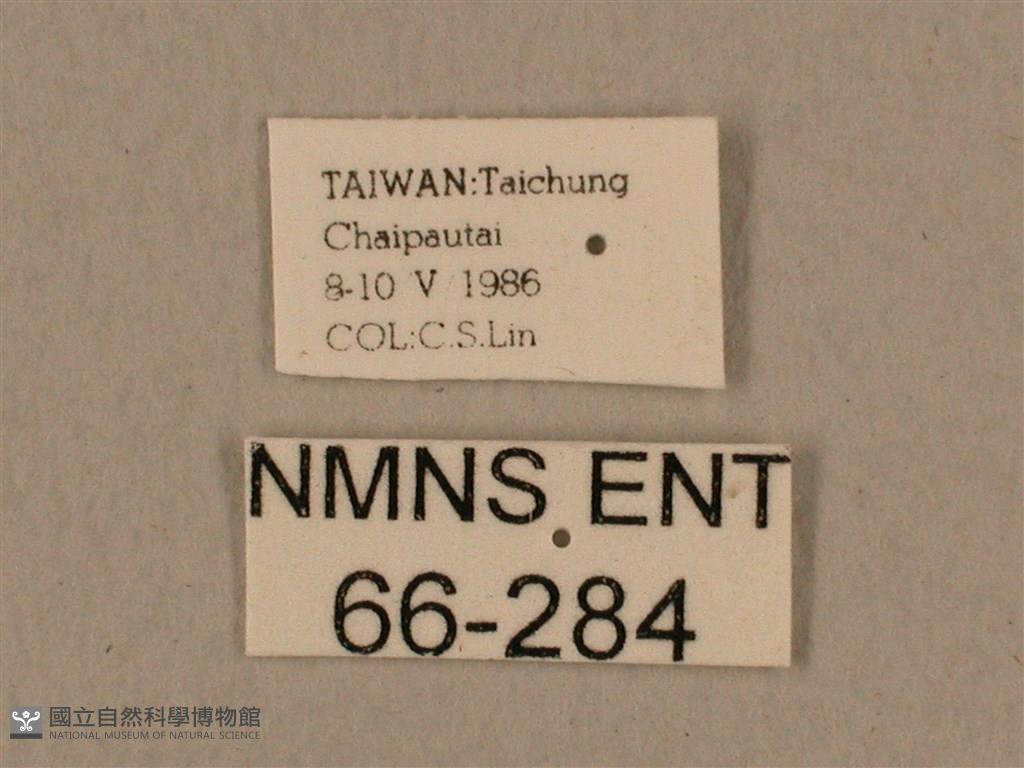 TAIWAN:Taichung
Chaipautai
8-10 V 1986
COL:C.S.Lin
NMNS ENT
66-284
國立自然科學博物館
NATIONAL MUSEUM OF NATURAL SCIENCE